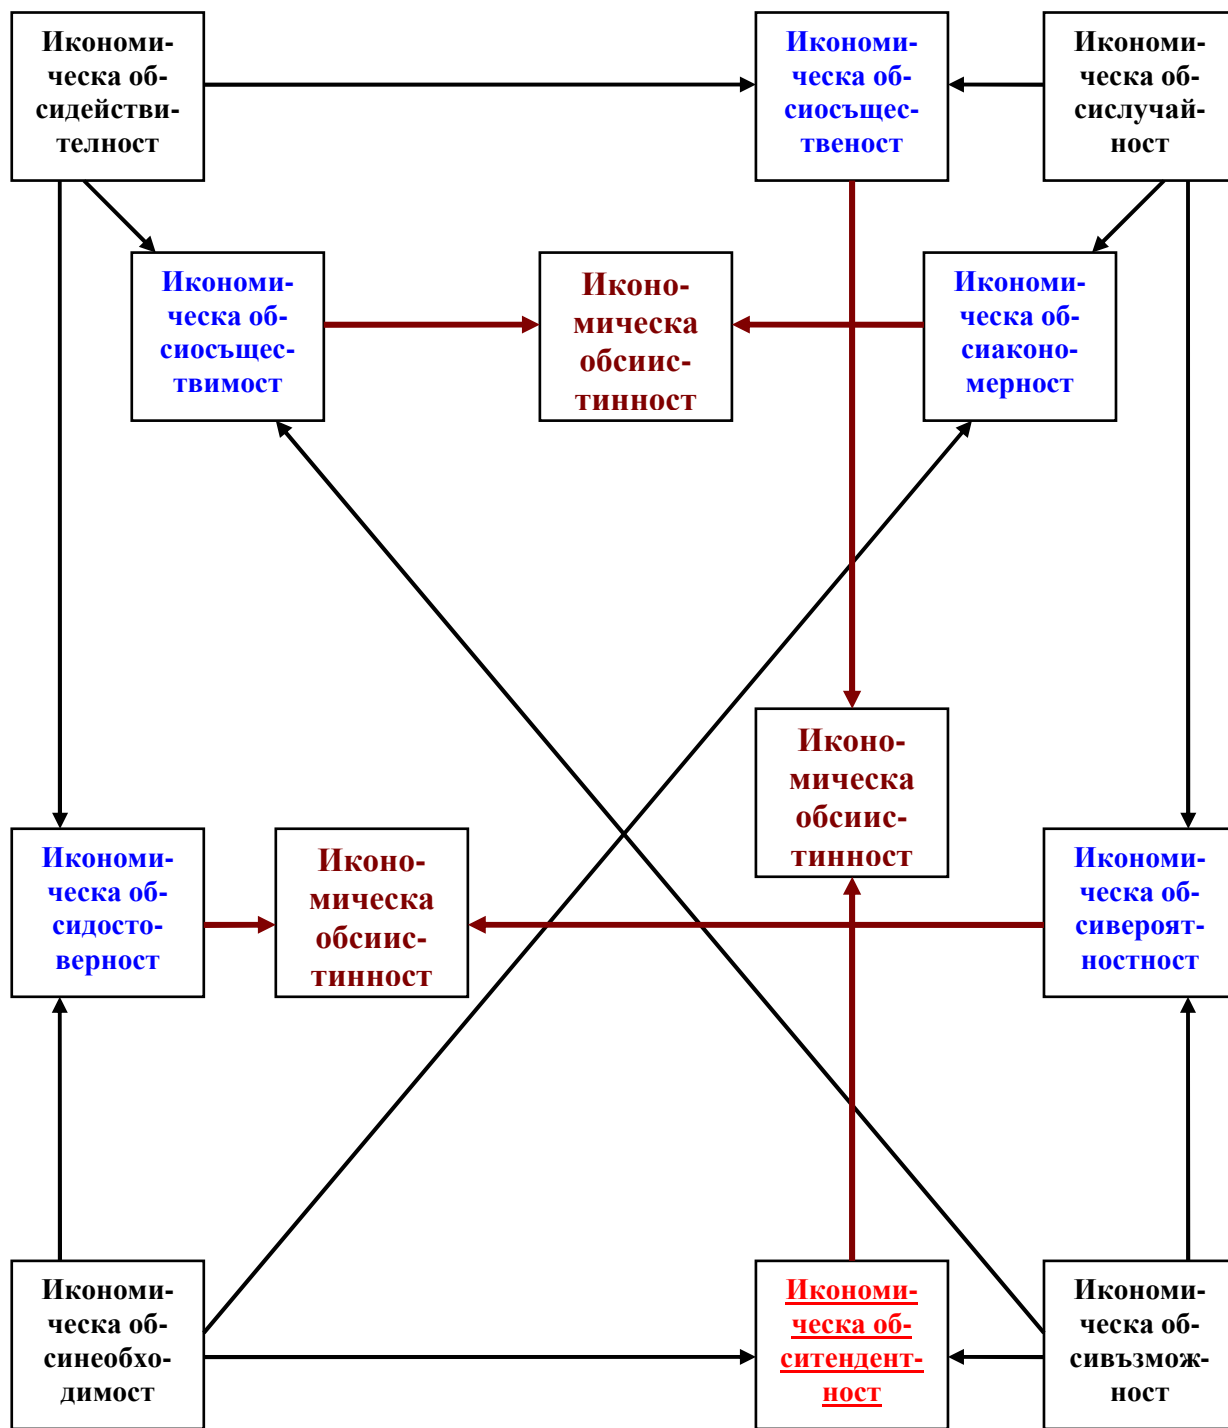 Икономи-
ческа об-
сидействи-
телност
Икономи-
ческа об-
сиосъщес-
твеност
Икономи-
ческа об-
сислучай-
ност
Икономи-
ческа об-
сиосъщес-
твимост
Иконо-
мическа
обсиис-
тинност
Икономи-
ческа об-
сиаконо-
мерност
Иконо-
мическа
обсиис-
тинност
Икономи-
ческа об-
сидосто-
верност
Иконо-
мическа
обсиис-
тинност
Икономи-
ческа об-
сивероят-
ностност
Икономи-
ческа об-
синеобхо-
димост
Икономи-
ческа об-
ситендент-
ност
Икономи-
ческа об-
сивъзмож-
ност